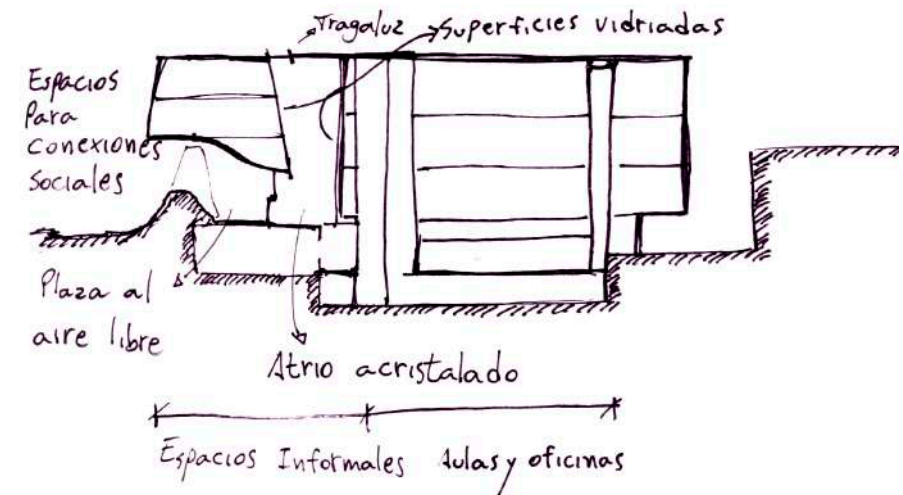 Tragaluz
Superficies vidriadas
Espacios
Para
conexiones
Sociales
Plaza al
aire libre
Atrio acristalado
Espacios Informales
Aulas y oficinas